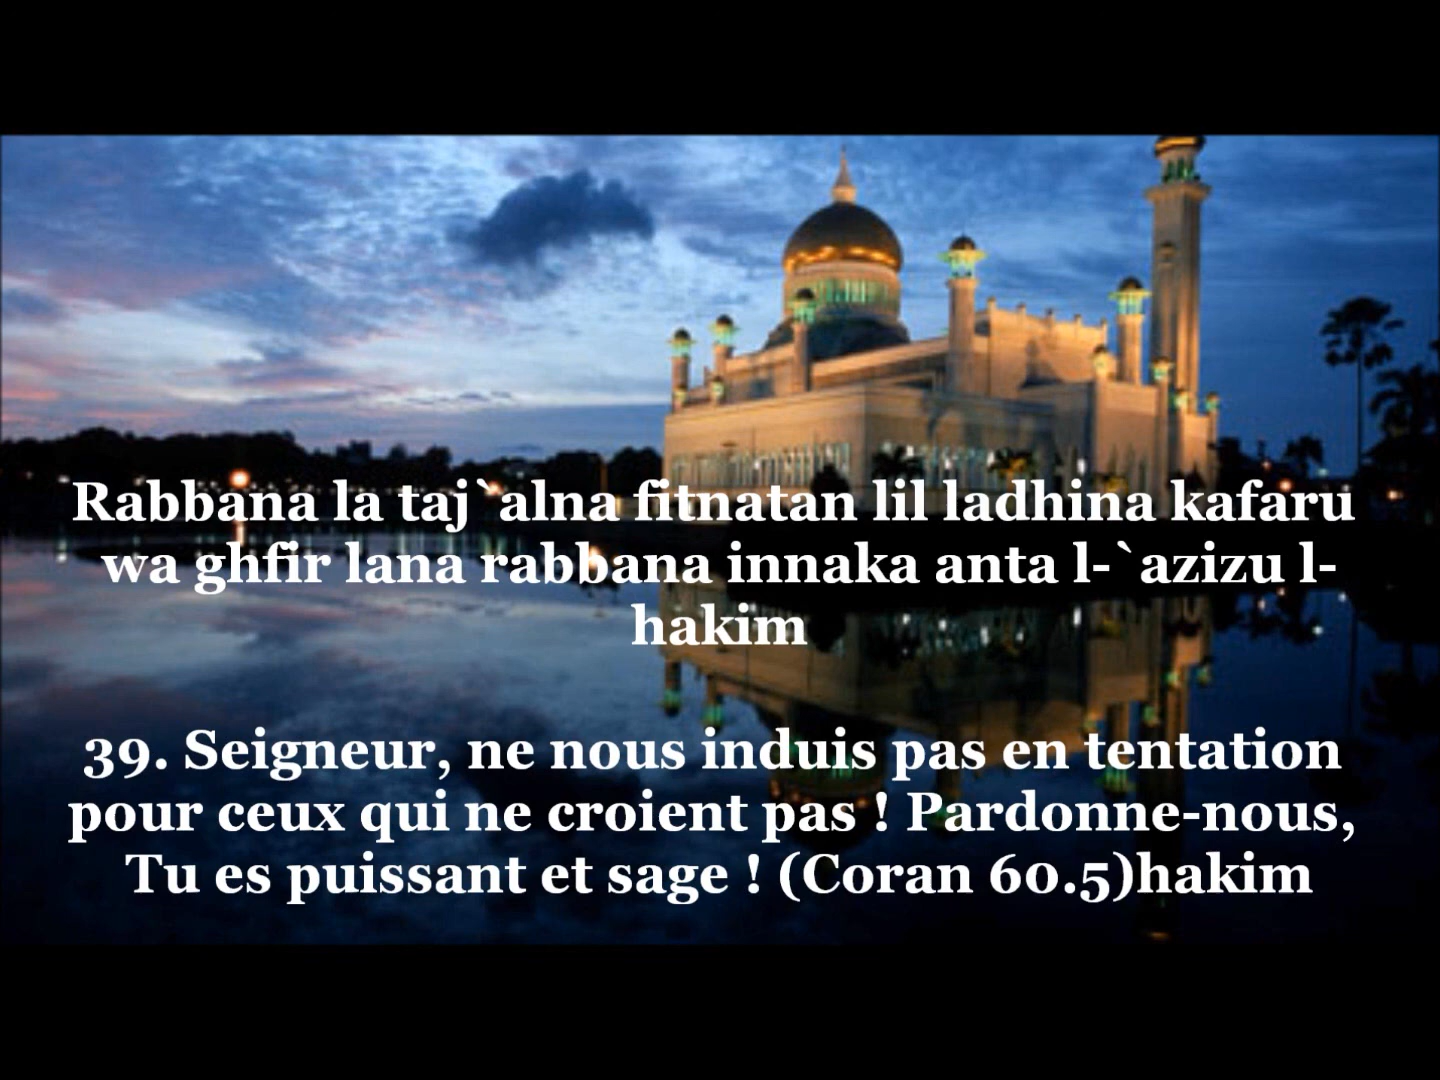 Rabbana la taj`alna fitnatan lil ladhina kafaru
wa ghfir lana rabbana innaka anta l-`azizu l-
hakim
39. Seigneur, ne nous induis pas en tentation
pour ceux qui ne croient pas ! Pardonne-nous,
Tu es puissant et sage ! (Coran 60.5)hakim